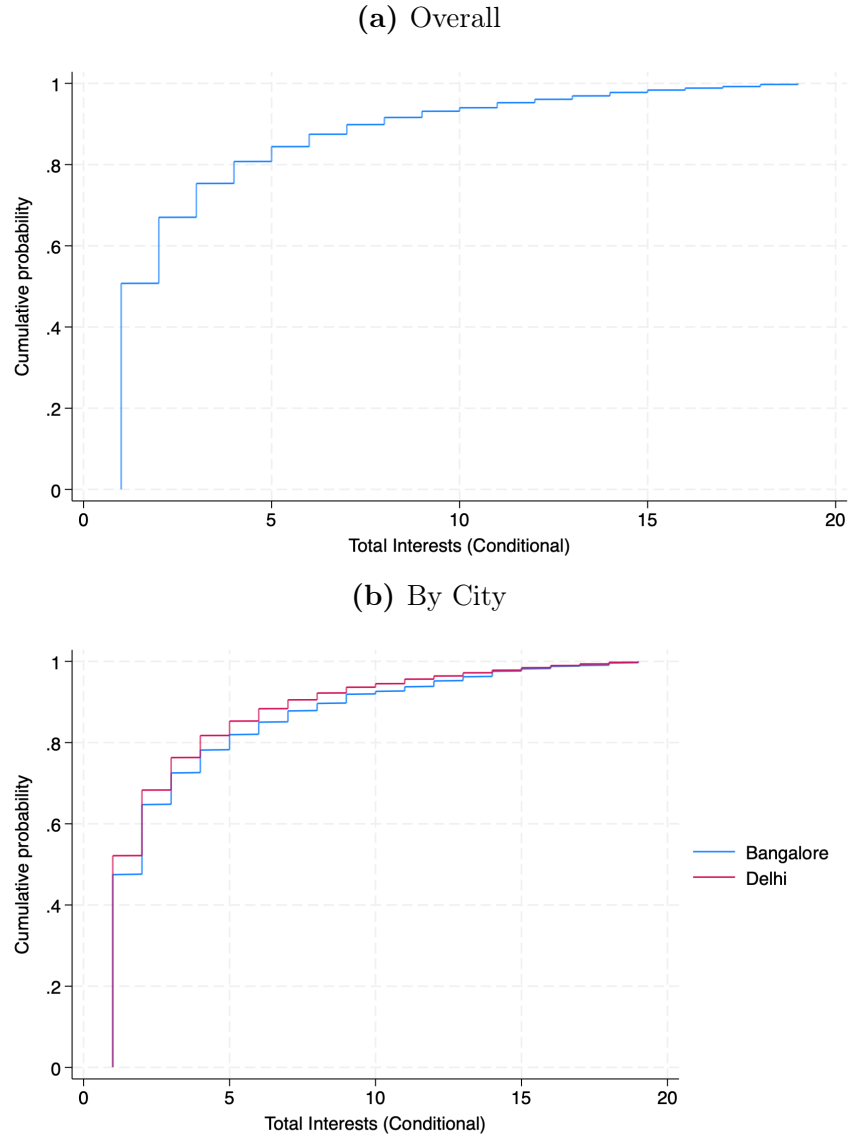 (a) Overall
Cumulative probability
1
.8
.6
.4
.2
0
0 5 10 15 20
Total Interests (Conditional)
(b) By City
Cumulative probability
1
.8
.6
.4
.2
0
0 5 10 15 20
Total Interests (Conditional)
Bangalore
Delhi